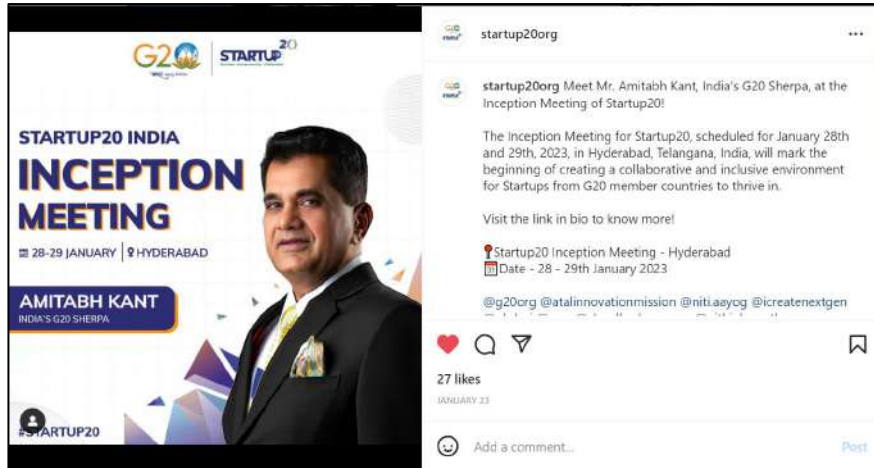 G20
STARTUP20
STARTUP20 INDIA
INCEPTION
MEETING
28-29 JANUARY HYDERABAD
AMITABH KANT
INDIA'S G20 SHERPA
#STARTUP20
startup20org
startup20org Meet Mr. Amitabh Kant, India's G20 Sherpa, at the
Inception Meeting of Startup20!
The Inception Meeting for Startup20, scheduled for January 28th
and 29th, 2023, in Hyderabad, Telangana, India, will mark the
beginning of creating a collaborative and inclusive environment
for Startups from G20 member countries to thrive in.
Visit the link in bio to know more!
Startup20 Inception Meeting - Hyderabad
Date - 28 - 29th January 2023
@g20org @atalinnovationmission @niti.aayog @icreatenextgen
27 likes
JANUARY 23
Add a comment...
Post